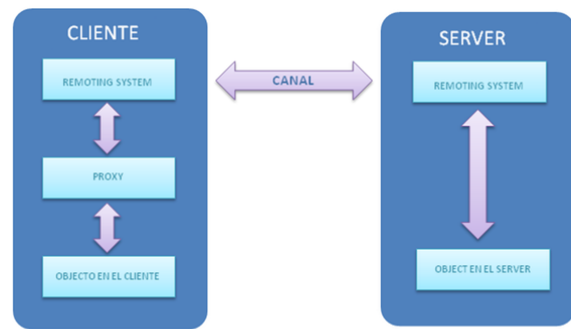 CLIENTE
REMOTING SYSTEM
PROXY
OBJECTO EN EL CLIENTE
CANAL
SERVER
REMOTING SYSTEM
OBJECT EN EL SERVER